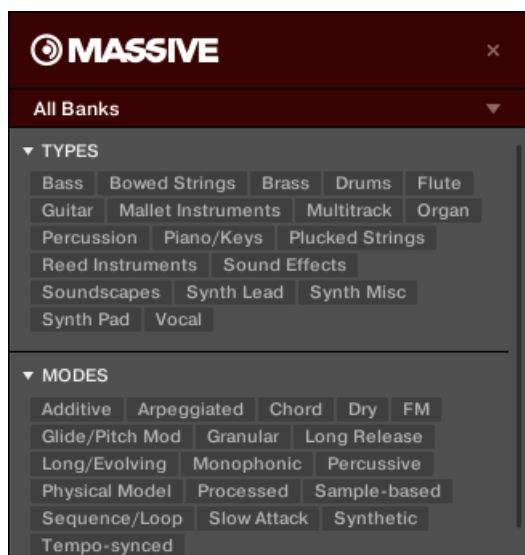 MASSIVE
All Banks
TYPES
Bass Bowed Strings Brass Drums Flute
Guitar Mallet Instruments Multitrack Organ
Percussion Piano/Keys Plucked Strings
Reed Instruments Sound Effects
Soundscapes Synth Lead Synth Misc
Synth Pad Vocal
MODES
Additive Arpeggiated Chord Dry FM
Glide/Pitch Mod Granular Long Release
Long/Evolving Monophonic Percussive
Physical Model Processed Sample-based
Sequence/Loop Slow Attack Synthetic
Tempo-synced